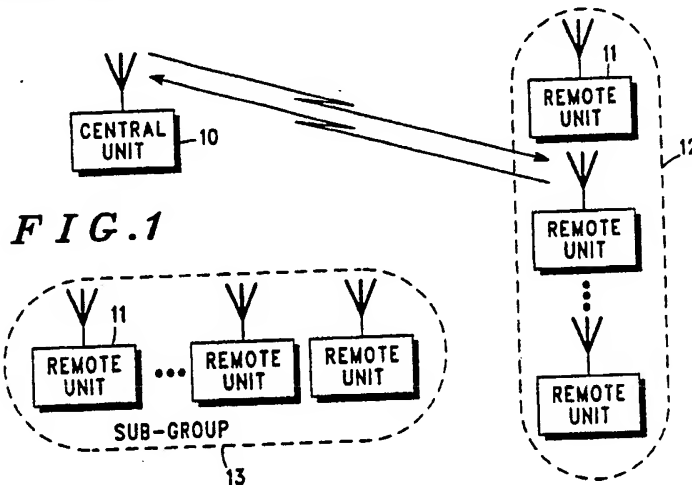 CENTRAL
UNIT
10
REMOTE
UNIT
11
12
REMOTE
UNIT
REMOTE
UNIT
FIG.1
11
REMOTE
UNIT
REMOTE
UNIT
REMOTE
UNIT
SUB-GROUP
13